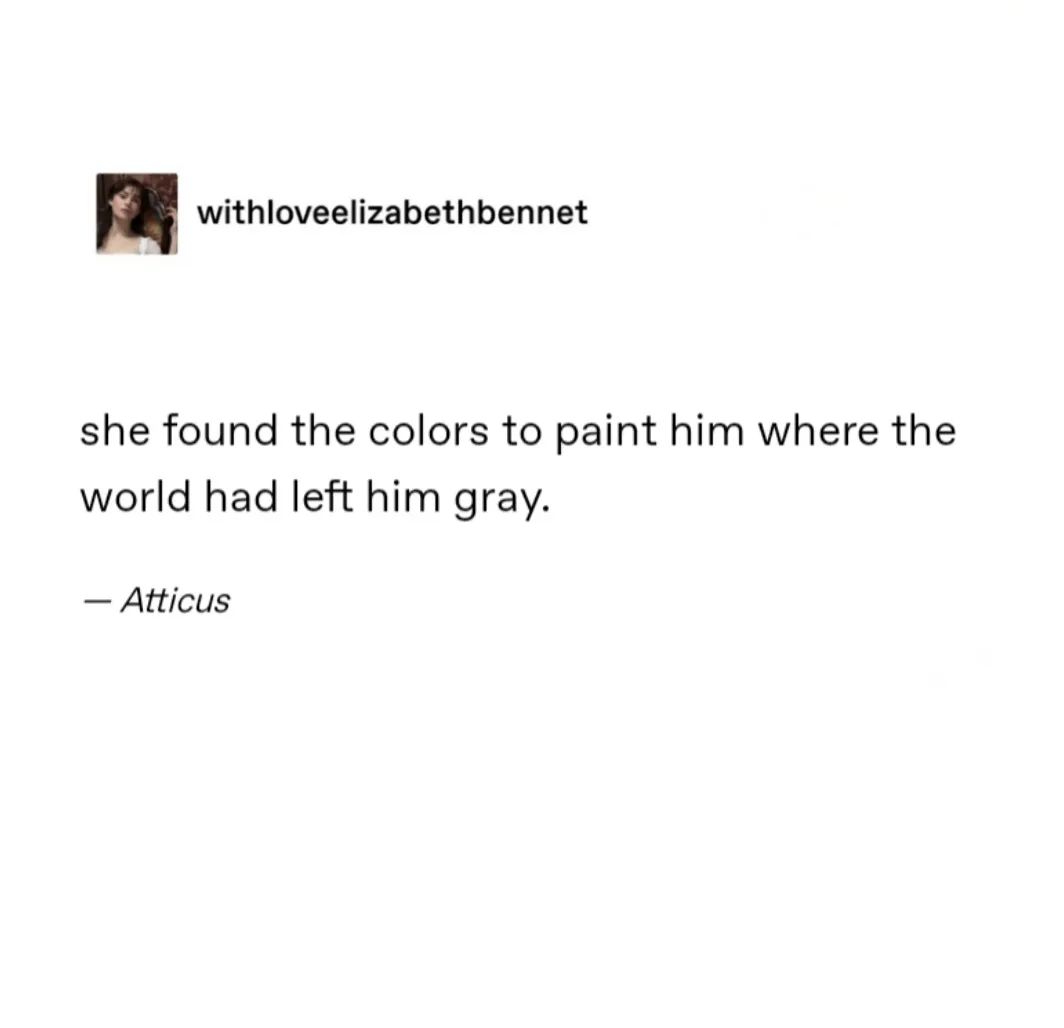 withloveelizabethbennet
she found the colors to paint him where the
world had left him gray.
— Atticus